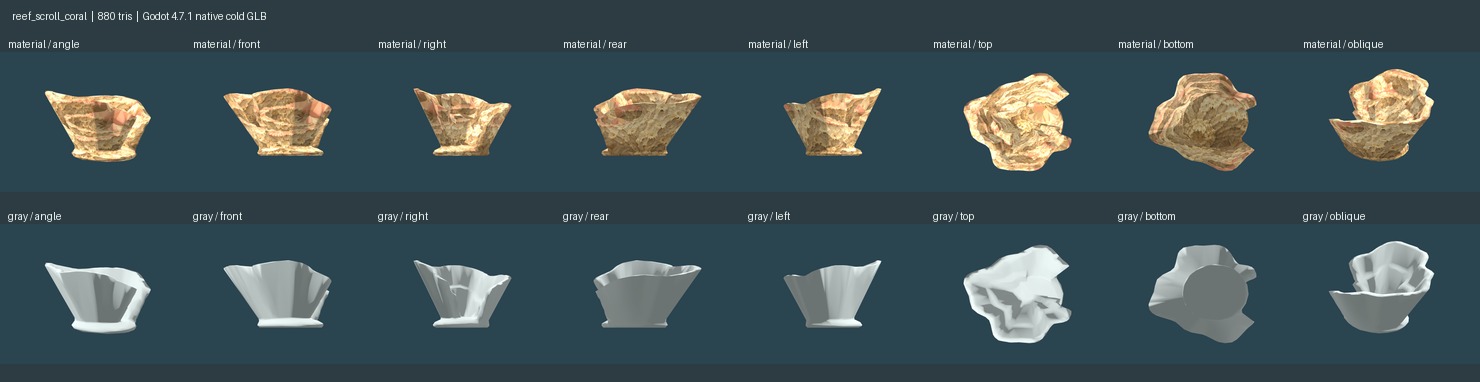 reef_scroll_coral | 880 tris | Godot 4.7.1 native cold GLB
material / angle material / front material / right material / rear material / left material / top material / bottom material / oblique
gray / angle gray / front gray / right gray / rear gray / left gray / top gray / bottom gray / oblique